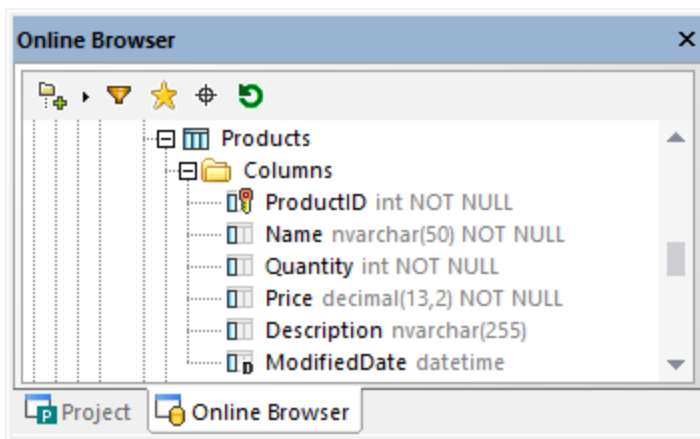 Online Browser
Products
Columns
ProductID int NOT NULL
Name nvarchar(50) NOT NULL
Quantity int NOT NULL
Price decimal(13,2) NOT NULL
Description nvarchar(255)
D ModifiedDate datetime
P Project Online Browser